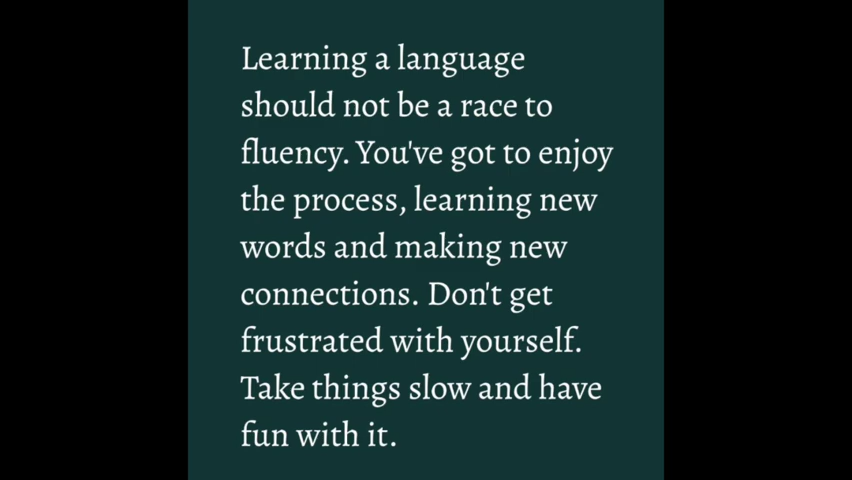 Learning a language
should not be a race to
fluency. You've got to enjoy
the process, learning new
words and making new
connections. Don't get
frustrated with yourself.
Take things slow and have
fun with it.